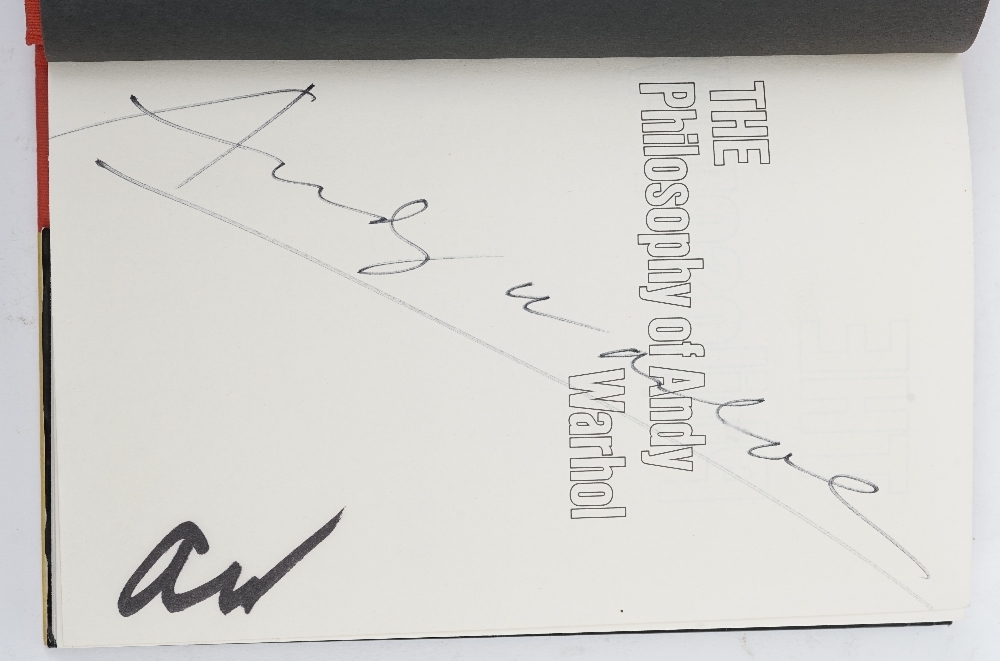 THE
Philosophy of Andy
Warhol
Andy Warhol
aw